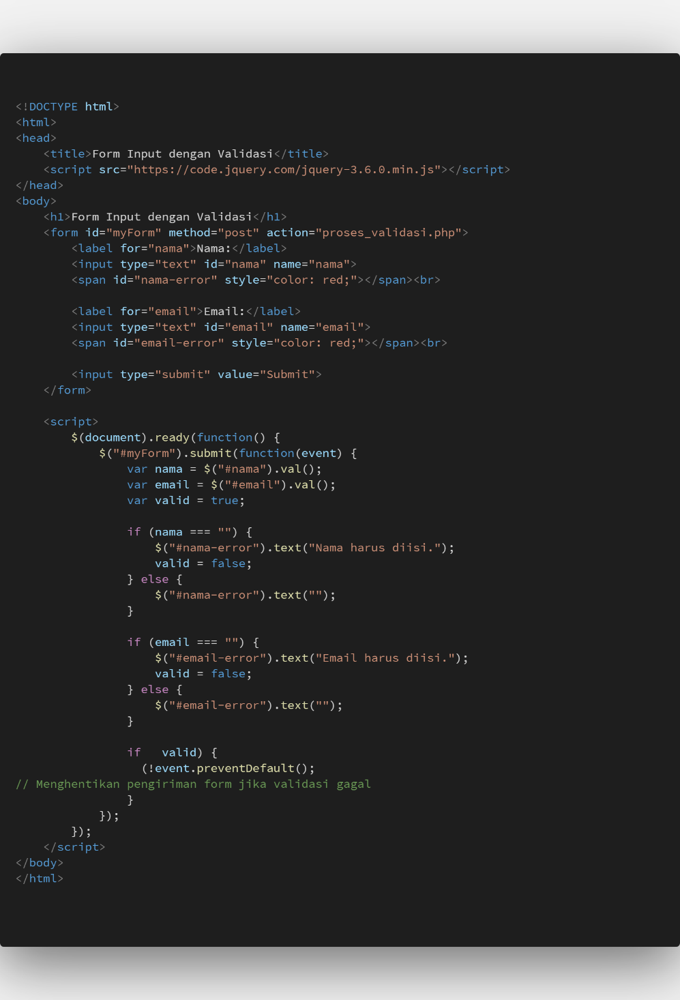 <!DOCTYPE html>
<html>
<head>
    <title>Form Input dengan Validasi</title>
    <script src="https://code.jquery.com/jquery-3.6.0.min.js"></script>
</head>
<body>
    <h1>Form Input dengan Validasi</h1>
    <form id="myForm" method="post" action="proses_validasi.php">
        <label for="nama">Nama:</label>
        <input type="text" id="nama" name="nama">
        <span id="nama-error" style="color: red;"></span><br>

        <label for="email">Email:</label>
        <input type="text" id="email" name="email">
        <span id="email-error" style="color: red;"></span><br>

        <input type="submit" value="Submit">
    </form>

    <script>
        $(document).ready(function() {
            $("#myForm").submit(function(event) {
                var nama = $("#nama").val();
                var email = $("#email").val();
                var valid = true;

                if (nama === "") {
                    $("#nama-error").text("Nama harus diisi.");
                    valid = false;
                } else {
                    $("#nama-error").text("");
                }

                if (email === "") {
                    $("#email-error").text("Email harus diisi.");
                    valid = false;
                } else {
                    $("#email-error").text("");
                }

                if   valid) {
                  (!event.preventDefault();
// Menghentikan pengiriman form jika validasi gagal
                }
            });
        });
    </script>
</body>
</html>